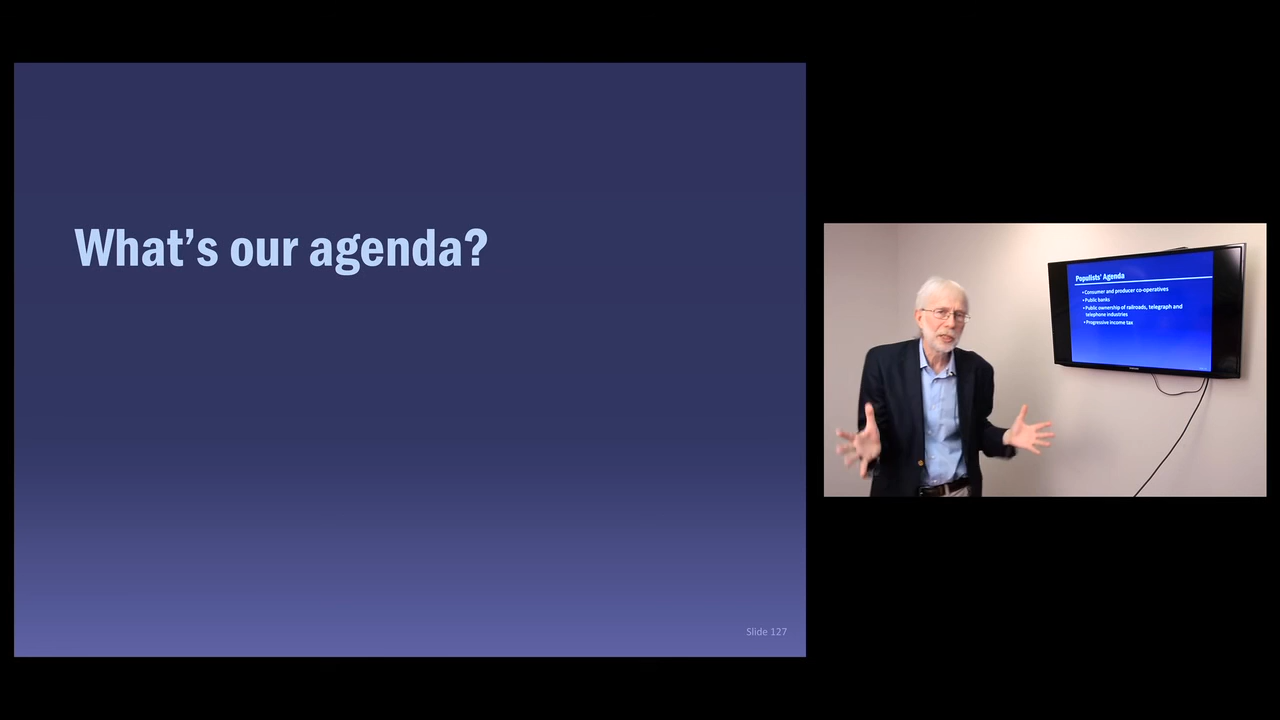 What’s our agenda?
Slide 127
Populists' Agenda
•Consumer and producer co-operatives
•Public banks
•Public ownership of railroads, telegraph and
telephone industries
•Progressive income tax